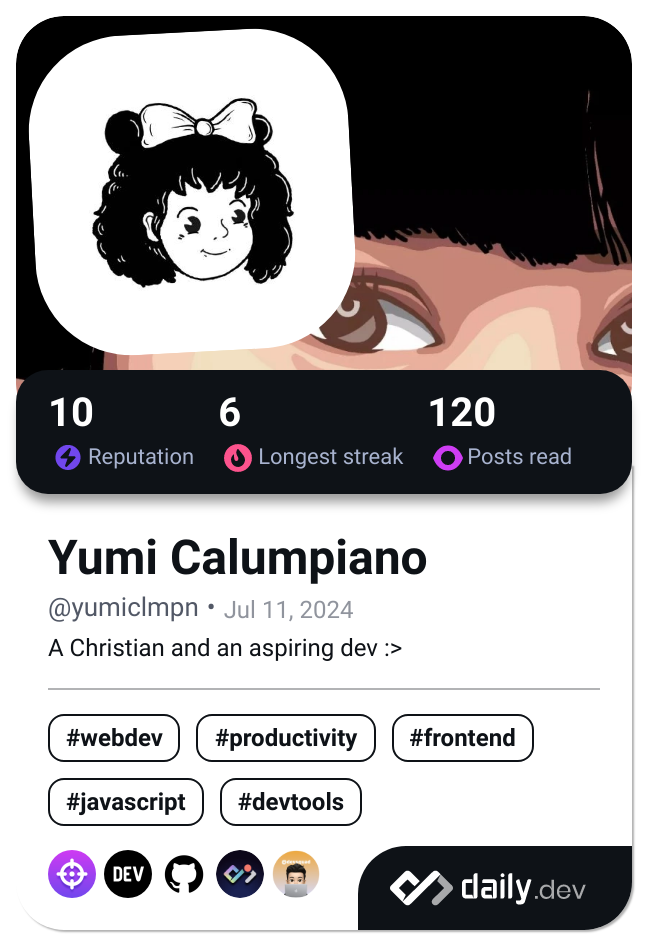 10 6 120
Reputation Longest streak Posts read
Yumi Calumpiano
@yumiclmpn • Jul 11, 2024
A Christian and an aspiring dev :>
#webdev #productivity #frontend
#javascript #devtools
DEV
daily.dev